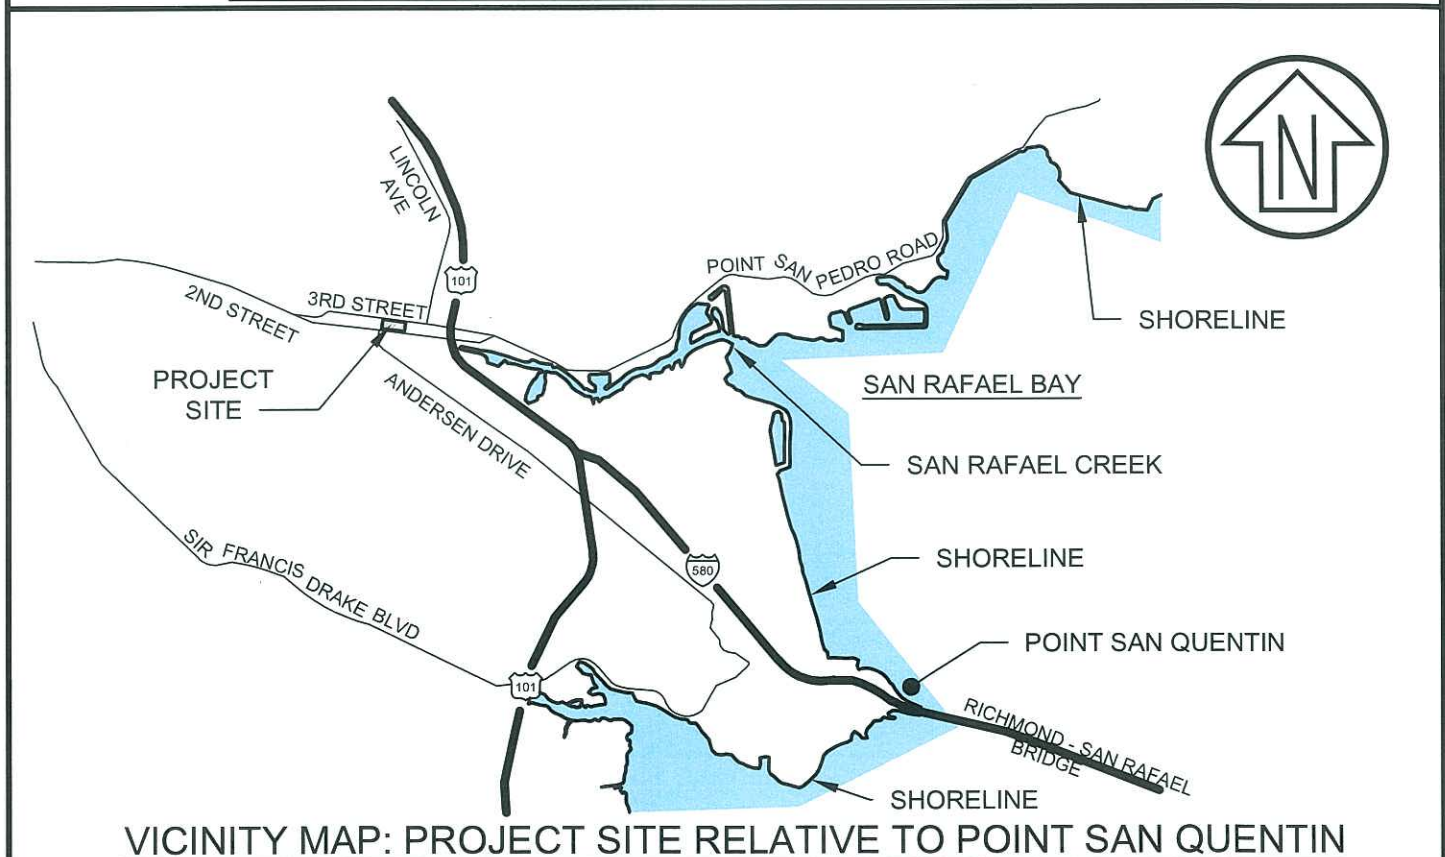 N
LINCOLN
AVE
101
POINT SAN PEDRO ROAD
2ND STREET
3RD STREET
SHORELINE
PROJECT
SITE
ANDERSEN DRIVE
SAN RAFAEL BAY
SAN RAFAEL CREEK
SIR FRANCIS DRAKE BLVD
580
SHORELINE
POINT SAN QUENTIN
101
RICHMOND - SAN RAFAEL
BRIDGE
SHORELINE
VICINITY MAP: PROJECT SITE RELATIVE TO POINT SAN QUENTIN